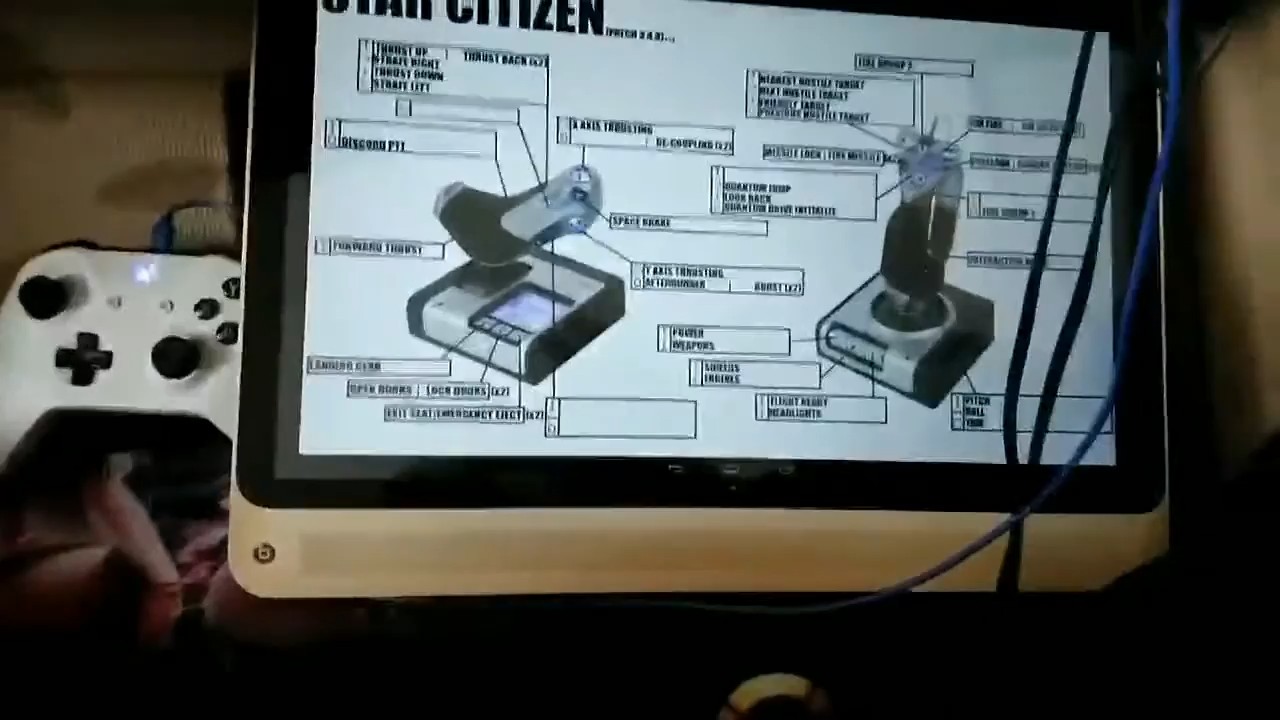 STAR CITIZEN
THRUST UP
STRAFE RIGHT
THRUST DOWN
STRAFE LEFT
THRUST BACK (x2)
Discord PTT
X AXIS THRUSTING
DE-COUPLING (x2)
SPACE BRAKE
FORWARD THRUST
Y AXIS THRUSTING
AFTERBURNER
BOOST (x2)
LANDING GEAR
OPEN DOORS
LOCK DOORS (x2)
EXIT SEAT/EMERGENCY EJECT (x2)
NEAREST HOSTILE TARGET
NEXT HOSTILE TARGET
FRIENDLY TARGET
PREVIOUS HOSTILE TARGET
MISSILE LOCK | FIRE MISSILE
QUANTUM JUMP
LOOK BACK
QUANTUM DRIVE INITIALIZE
POWER
WEAPONS
SHIELDS
ENGINES
FLIGHT READY
HEADLIGHTS
PITCH
ROLL
YAW
Y